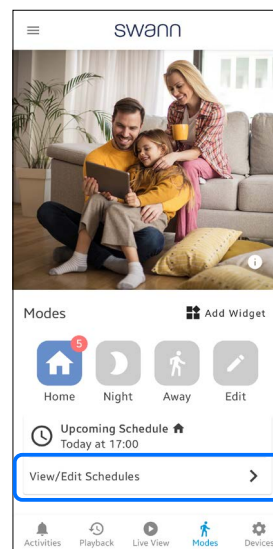 swann
Modes
Add Widget
5
Home Night Away Edit
Upcoming Schedule
Today at 17:00
View/Edit Schedules
Activities Playback Live View Modes Devices